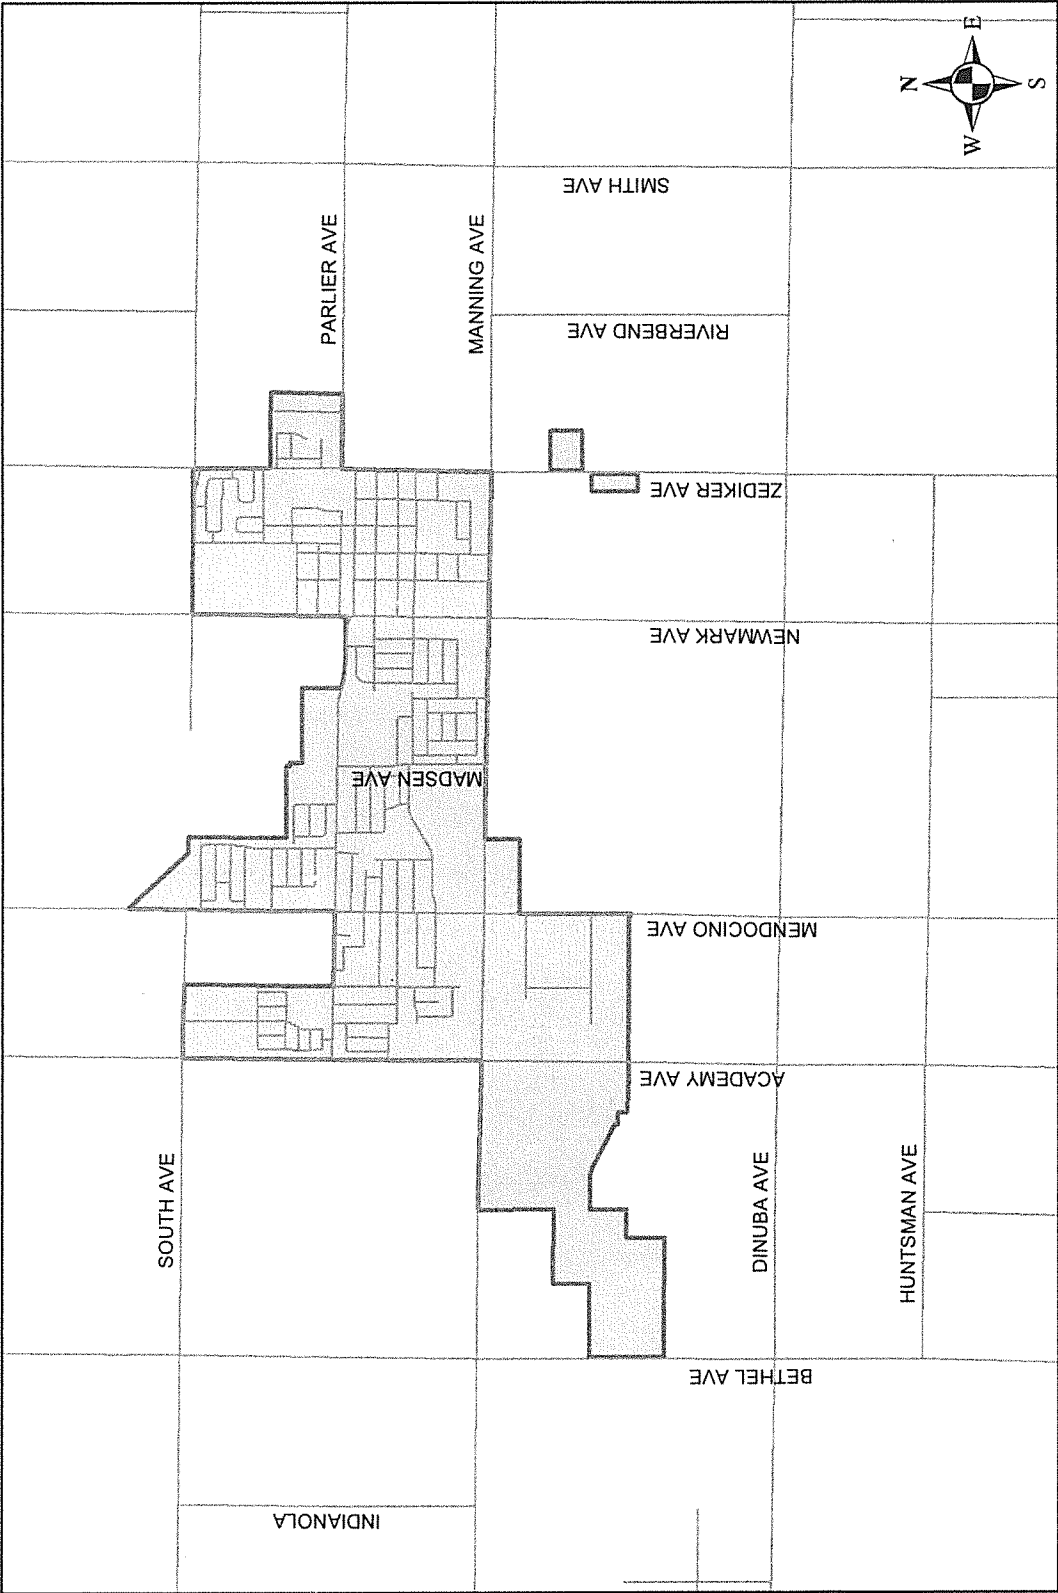 N
W
E
S
SMITH AVE
PARLIER AVE
MANNING AVE
RIVERBEND AVE
ZEDIKER AVE
NEWMARK AVE
MADSEN AVE
MENDOCINO AVE
ACADEMY AVE
SOUTH AVE
DINUBA AVE
HUNTSMAN AVE
BETHEL AVE
INDIANOLA